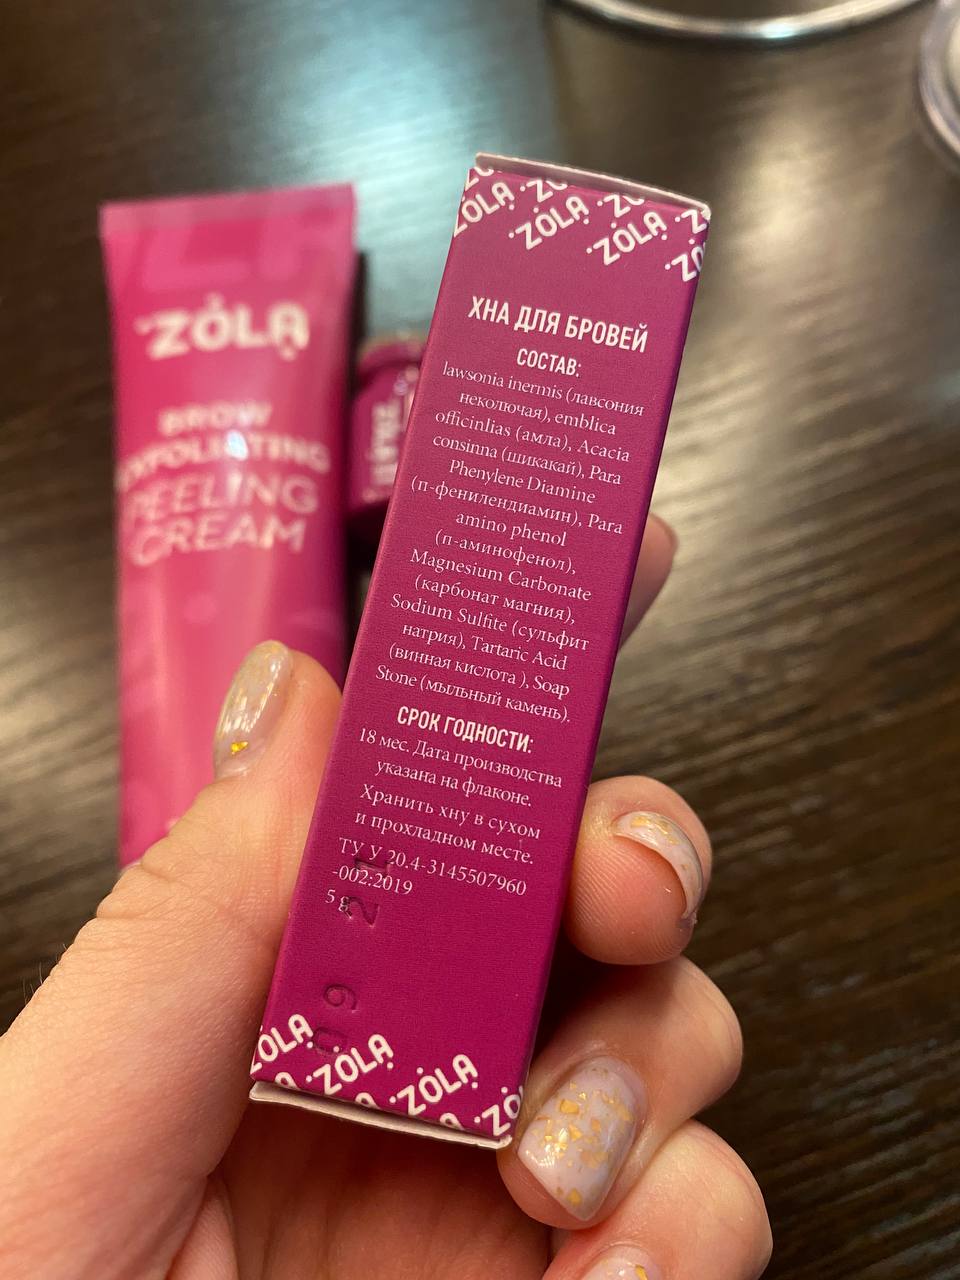 ZOLA
ZOLA
ZOLA
ZOLA
ХНА ДЛЯ БРОВЕЙ
СОСТАВ:
lawsonia inermis (лавсония
неколючая), emblica
officinlias (амла), Acacia
consinna (шикакай), Para
Phenylene Diamine
(п-фенилендиамин), Para
amino phenol
(п-аминофенол),
Magnesium Carbonate
(карбонат магния),
Sodium Sulfite (сульфит
натрия), Tartaric Acid
(винная кислота ), Soap
Stone (мыльный камень).
СРОК ГОДНОСТИ:
18 мес. Дата производства
указана на флаконе.
Хранить хну в сухом
и прохладном месте.
ТУ У 20.4-3145507960
-002:2019
5 g
ZOLA
ZOLA
ZOLA
ZOLA
BROW
EXFOLIATING
PEELING
CREAM